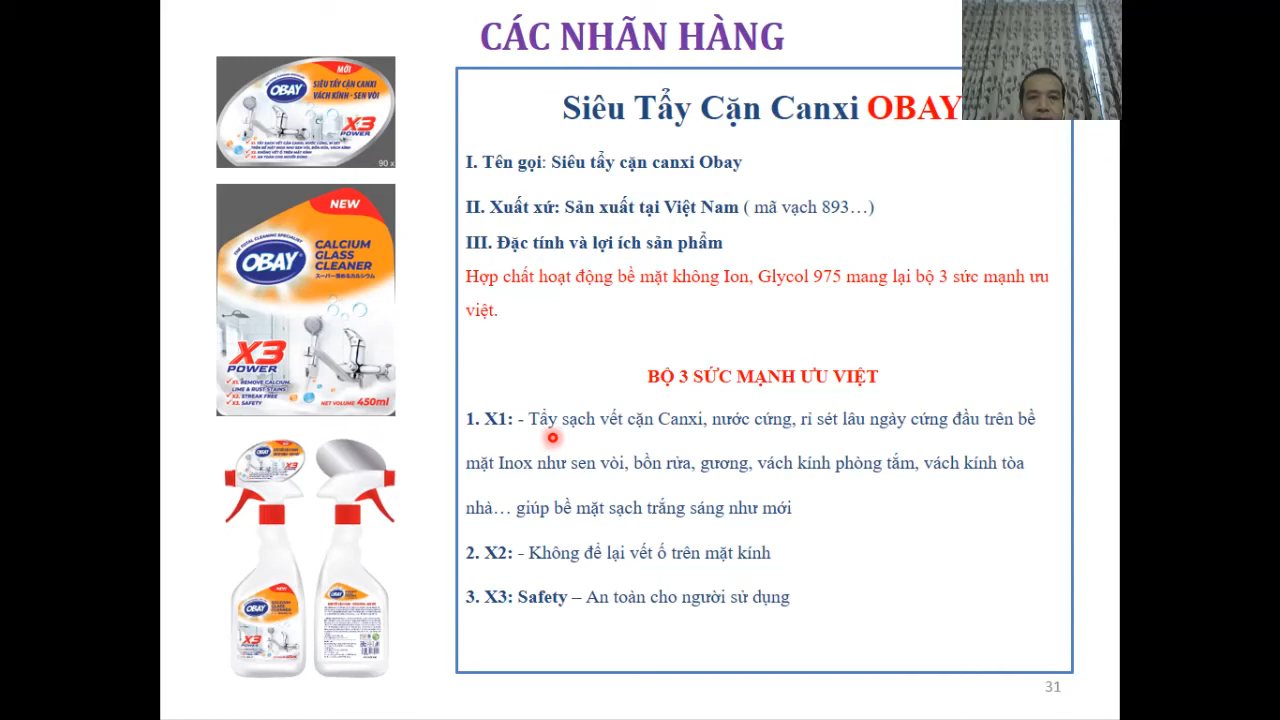 CÁC NHÃN HÀNG
MỚI
OBAY
SIÊU TẨY CẶN CANXI
VÁCH KÍNH - SEN VÒI
X3
POWER
90 x
NEW
THE TOTAL CLEANING SPECIALIST
OBAY
CALCIUM
GLASS
CLEANER
X3
POWER
X1. REMOVE CALCIUM,
LIME & RUST STAINS
X2. STREAK FREE
X3. SAFETY
NET VOLUME 450ml
Siêu Tẩy Cặn Canxi OBAY
I. Tên gọi: Siêu tẩy cặn canxi Obay
II. Xuất xứ: Sản xuất tại Việt Nam ( mã vạch 893…)
III. Đặc tính và lợi ích sản phẩm
Hợp chất hoạt động bề mặt không Ion, Glycol 975 mang lại bộ 3 sức mạnh ưu
việt.
BỘ 3 SỨC MẠNH ƯU VIỆT
1. X1: - Tẩy sạch vết cặn Canxi, nước cứng, rỉ sét lâu ngày cứng đầu trên bề
mặt Inox như sen vòi, bồn rửa, gương, vách kính phòng tắm, vách kính tòa
nhà… giúp bề mặt sạch trắng sáng như mới
2. X2: - Không để lại vết ố trên mặt kính
3. X3: Safety – An toàn cho người sử dụng
31